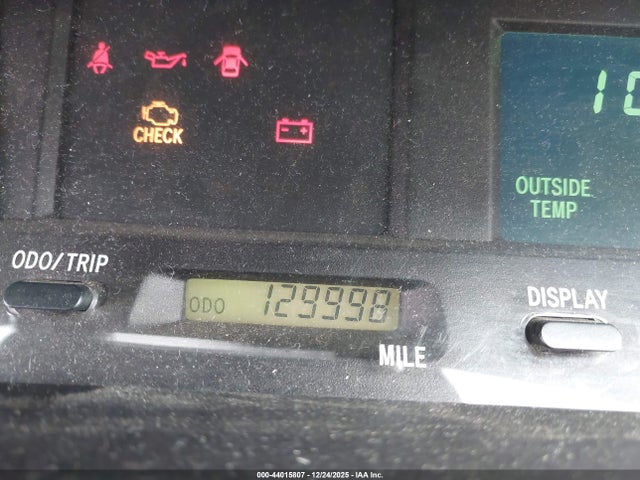 CHECK
10
OUTSIDE
TEMP
ODO/TRIP
ODO 129998
DISPLAY
MILE
000-44015807 - 12/24/2025 - IAA Inc.